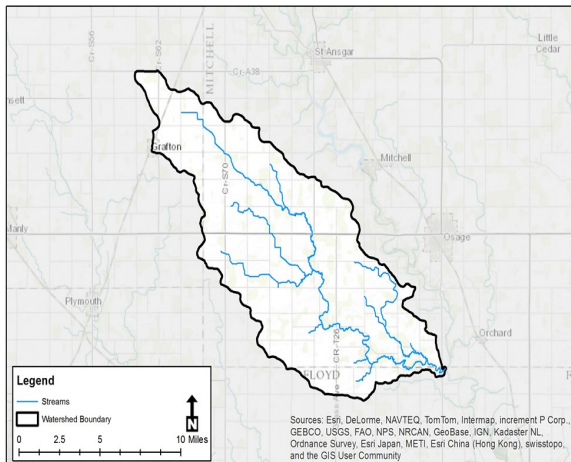 Cr-S56
Cr-S62
MITCHELL
St Ansgar
Little
Cedar
Cr-A38
nsett
Grafton
Mitchell
Cr-S70
Manly
Osage
Plymouth
Orchard
CR-T26
FLOYD
Legend
Streams
Watershed Boundary
N
0 2.5 5 10 Miles
Sources: Esri, DeLorme, NAVTEQ, TomTom, Intermap, increment P Corp.,
GEBCO, USGS, FAO, NPS, NRCAN, GeoBase, IGN, Kadaster NL,
Ordnance Survey, Esri Japan, METI, Esri China (Hong Kong), swisstopo,
and the GIS User Community